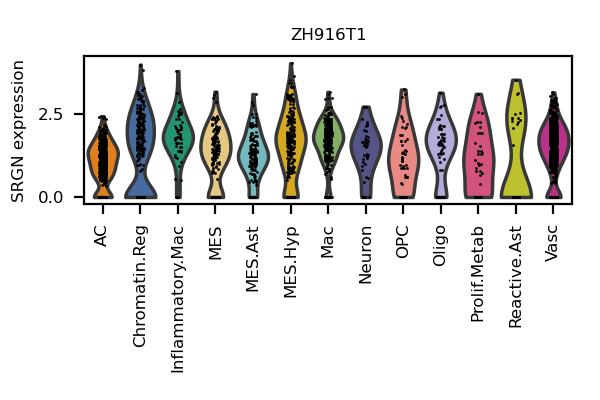 ZH916T1
SRGN expression
2.5
0.0
AC
Chromatin.Reg
Inflammatory.Mac
MES
MES.Ast
MES.Hyp
Mac
Neuron
OPC
Oligo
Prolif.Metab
Reactive.Ast
Vasc